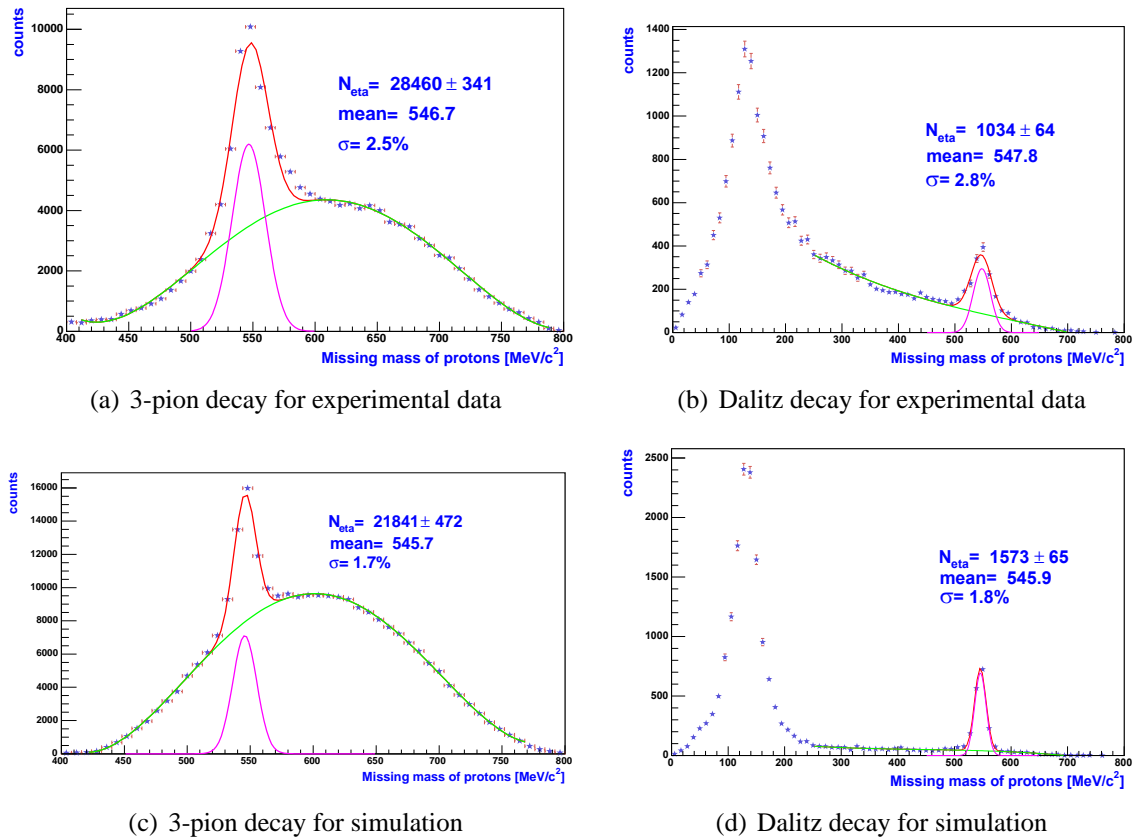 counts
10000
8000
6000
4000
2000
0
400 450 500 550 600 650 700 750 800
Missing mass of protons [MeV/c²]
N_eta= 28460 ± 341
mean= 546.7
σ= 2.5%
(a) 3-pion decay for experimental data
counts
1400
1200
1000
800
600
400
200
0
0 100 200 300 400 500 600 700 800
Missing mass of protons [MeV/c²]
N_eta= 1034 ± 64
mean= 547.8
σ= 2.8%
(b) Dalitz decay for experimental data
counts
16000
14000
12000
10000
8000
6000
4000
2000
0
400 450 500 550 600 650 700 750 800
Missing mass of protons [MeV/c²]
N_eta= 21841 ± 472
mean= 545.7
σ= 1.7%
(c) 3-pion decay for simulation
counts
2500
2000
1500
1000
500
0
0 100 200 300 400 500 600 700 800
Missing mass of protons [MeV/c²]
N_eta= 1573 ± 65
mean= 545.9
σ= 1.8%
(d) Dalitz decay for simulation